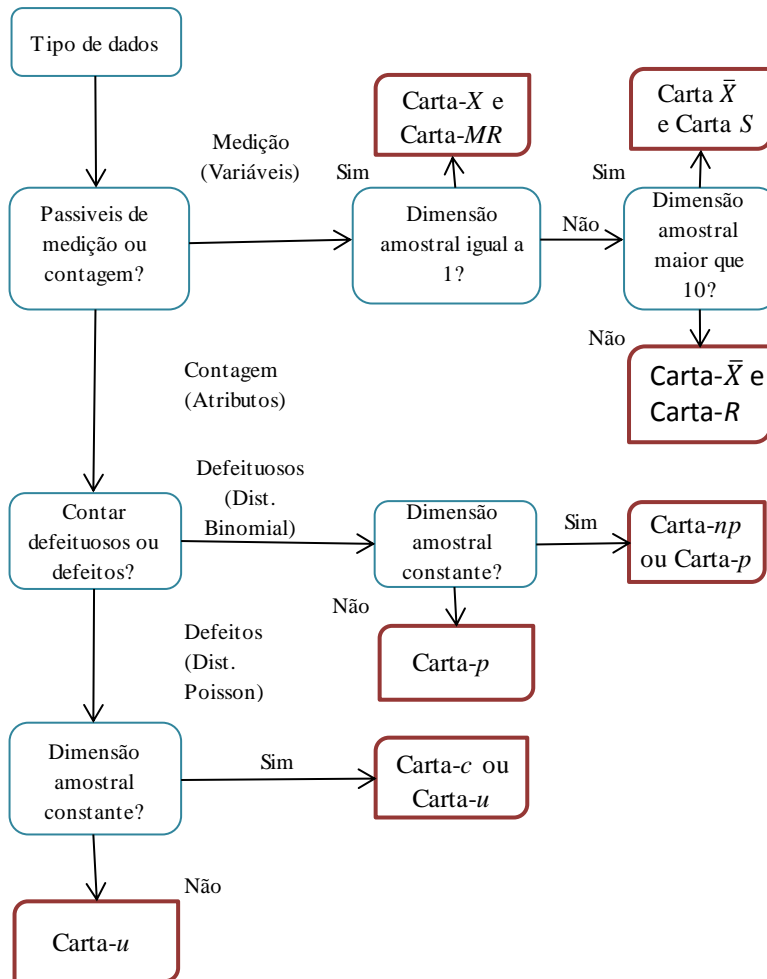 Tipo de dados
Medição
(Variáveis)
Sim
Carta-X e
Carta-MR
Carta X̄
e Carta S
Sim
Passiveis de
medição ou
contagem?
Dimensão
amostral igual a
1?
Não
Dimensão
amostral
maior que
10?
Não
Carta-X̄ e
Carta-R
Contagem
(Atributos)
Defeituosos
(Dist.
Binomial)
Contar
defeituosos ou
defeitos?
Dimensão
amostral
constante?
Sim
Carta-np
ou Carta-p
Não
Carta-p
Defeitos
(Dist.
Poisson)
Dimensão
amostral
constante?
Sim
Carta-c ou
Carta-u
Não
Carta-u